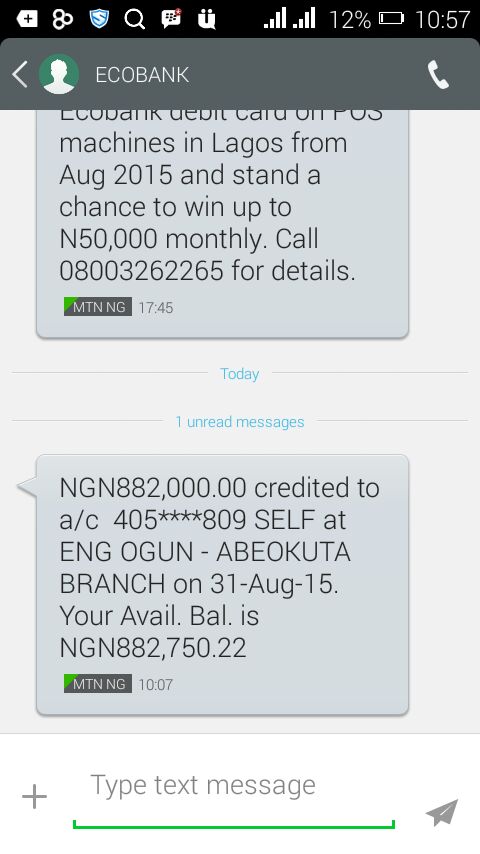 12% 10:57
ECOBANK
Ecobank debit card on POS
machines in Lagos from
Aug 2015 and stand a
chance to win up to
N50,000 monthly. Call
08003262265 for details.
MTN NG 17:45
Today
1 unread messages
NGN882,000.00 credited to
a/c 405****809 SELF at
ENG OGUN - ABEOKUTA
BRANCH on 31-Aug-15.
Your Avail. Bal. is
NGN882,750.22
MTN NG 10:07
Type text message